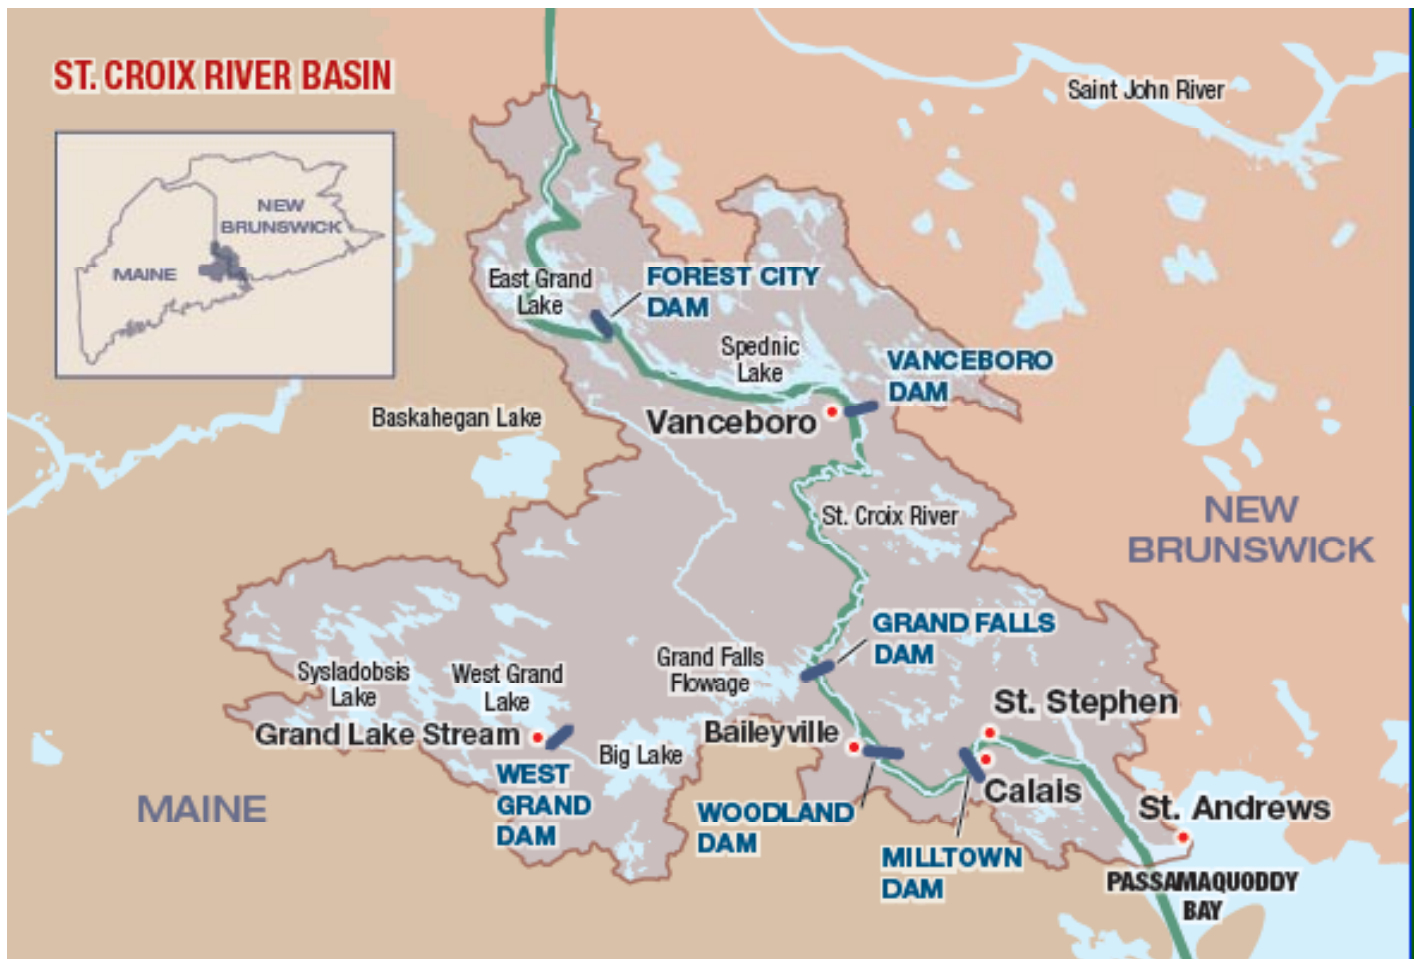 ST. CROIX RIVER BASIN
Saint John River
NEW
BRUNSWICK
MAINE
East Grand
Lake
FOREST CITY
DAM
Spednic
Lake
VANCEBORO
DAM
Baskahegan Lake
Vanceboro
St. Croix River
NEW
BRUNSWICK
GRAND FALLS
DAM
Grand Falls
Flowage
Sysladobsis
Lake
West Grand
Lake
St. Stephen
Grand Lake Stream
Baileyville
Big Lake
WEST
GRAND
DAM
Calais
MAINE
WOODLAND
DAM
St. Andrews
MILLTOWN
DAM
PASSAMAQUODDY
BAY